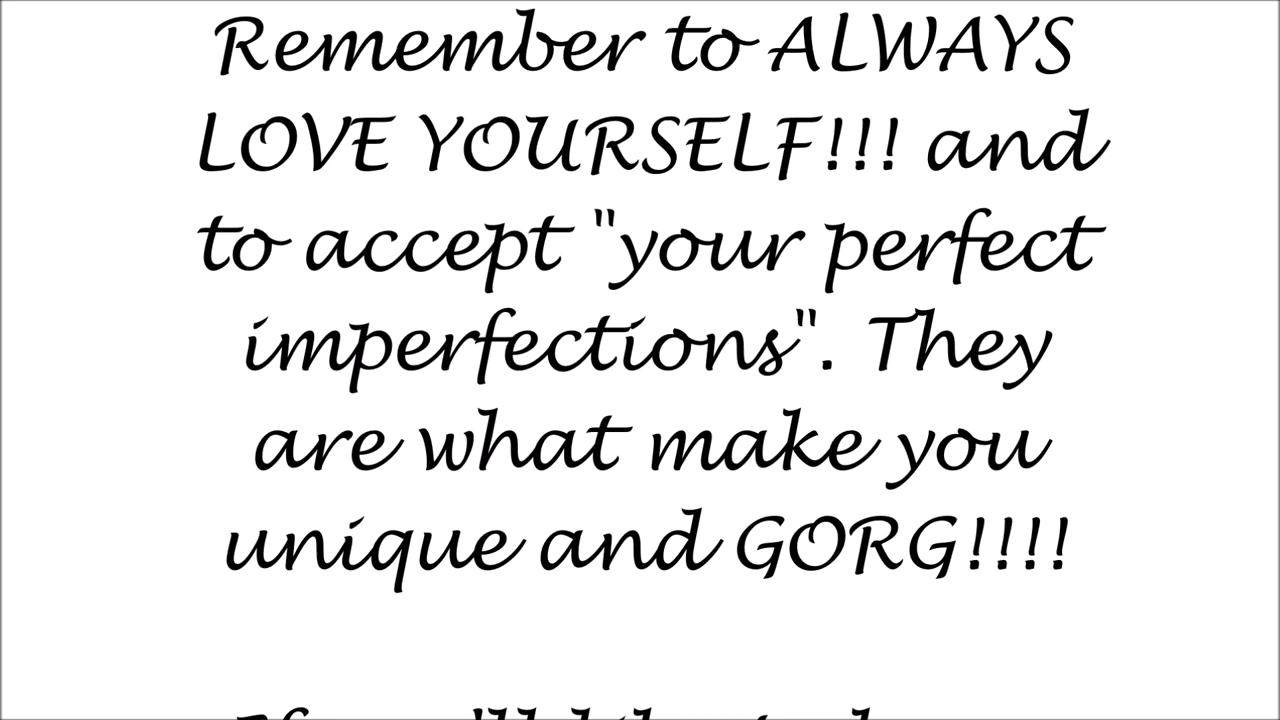 Remember to ALWAYS
LOVE YOURSELF!!! and
to accept "your perfect
imperfections". They
are what make you
unique and GORG!!!!